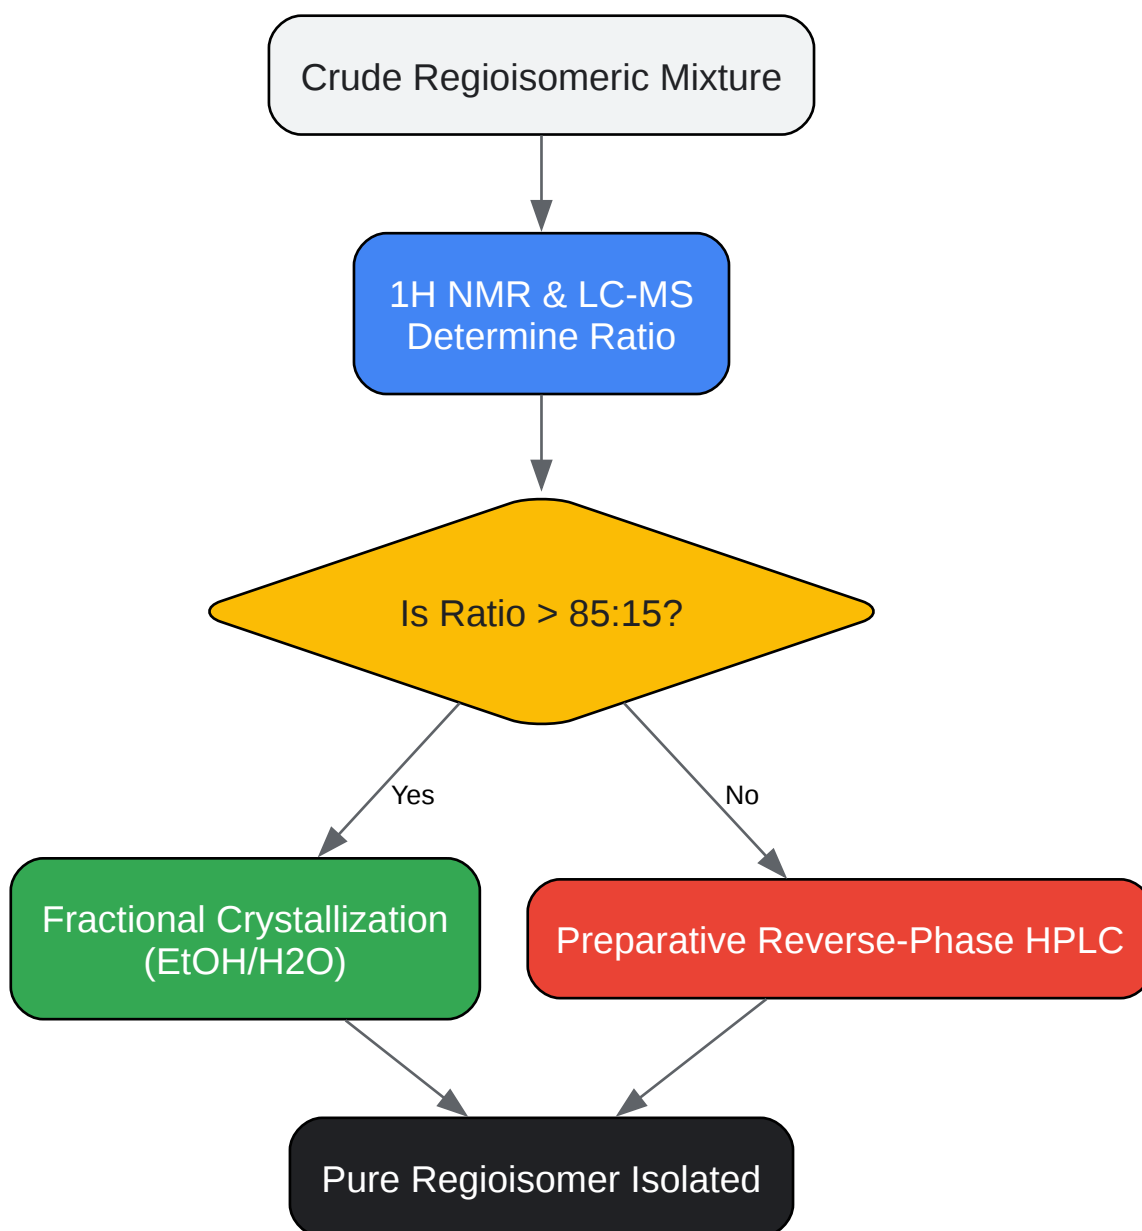 Crude Regioisomeric Mixture
1H NMR & LC-MS
Determine Ratio
Is Ratio > 85:15?
Yes
No
Fractional Crystallization
(EtOH/H2O)
Preparative Reverse-Phase HPLC
Pure Regioisomer Isolated